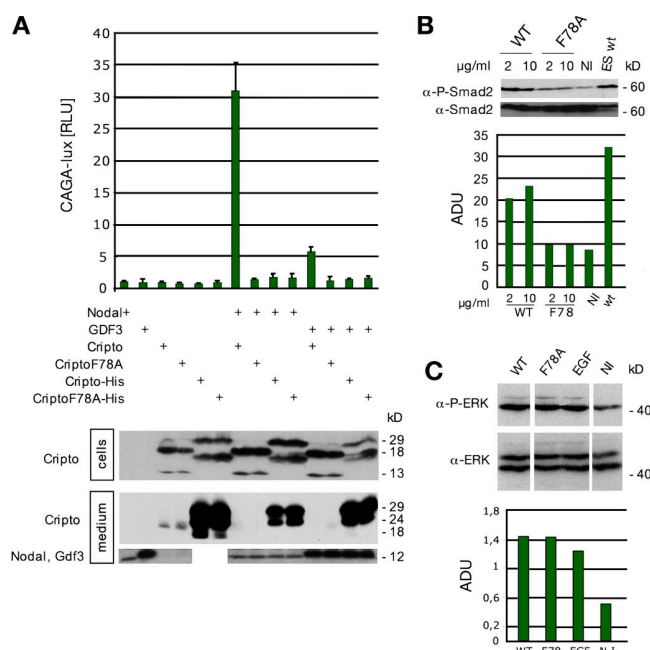 A
40
35
30
25
20
15
10
5
0
CAGA-lux [RLU]
Nodal + + + + +
GDF3 + + + + +
Cripto + + +
CriptoF78A + + +
Cripto-His + + +
CriptoF78A-His + + +
kD
Cripto cells - 29
- 18
- 13
Cripto medium - 29
- 24
- 18
Nodal, Gdf3 - 12
B
WT F78A NI ES wt
µg/ml 2 10 2 10 kD
α-P-Smad2 - 60
α-Smad2 - 60
35
30
25
20
15
10
5
0
ADU
µg/ml 2 10 2 10 NI wt
WT F78
C
WT F78A EGF NI kD
α-P-ERK - 40
α-ERK - 40
1,4
1
0,6
0,2
0
ADU
WT F78 EGF N I